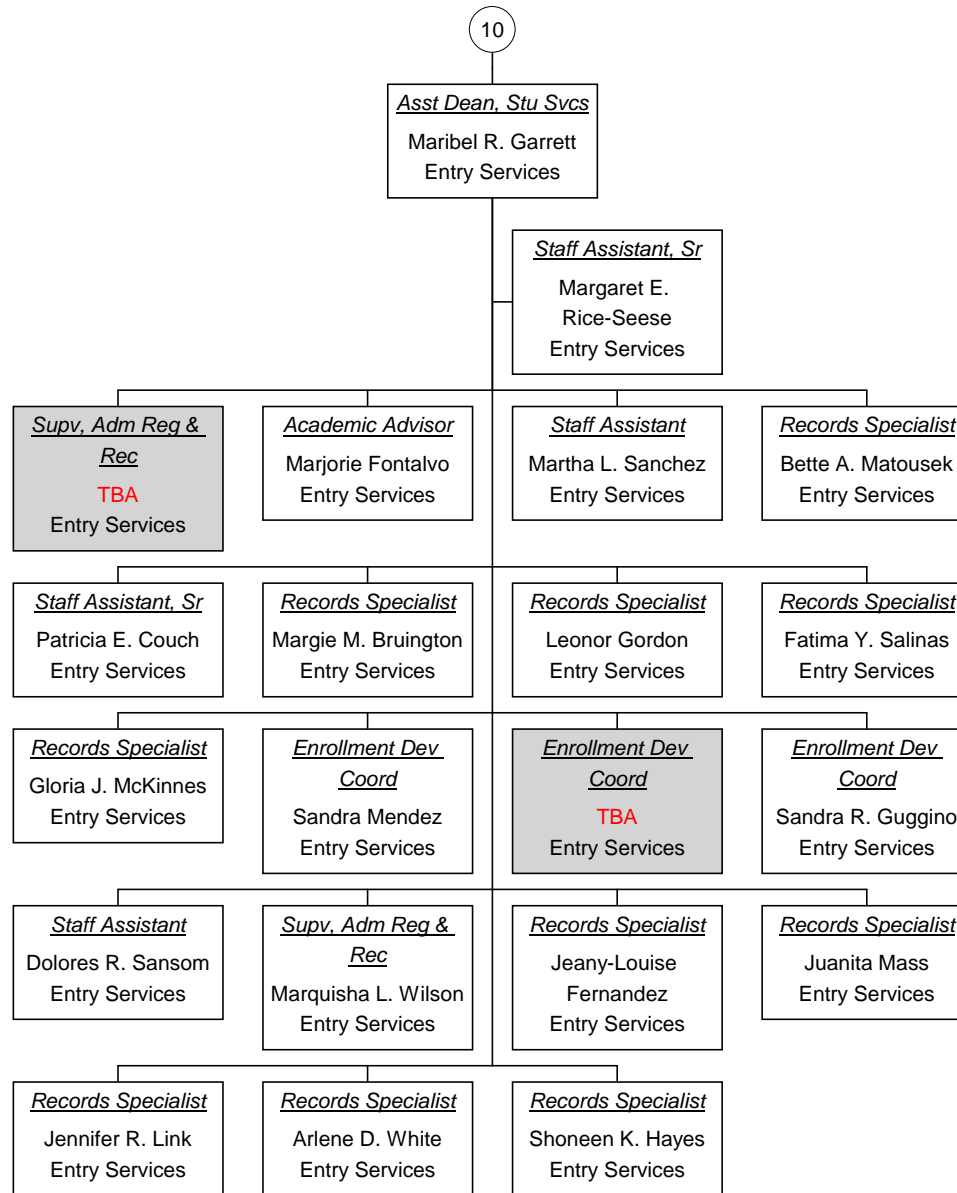 10
Asst Dean, Stu Svcs
Maribel R. Garrett
Entry Services
Staff Assistant, Sr
Margaret E.
Rice-Seese
Entry Services
Supv, Adm Reg &
Rec
TBA
Entry Services
Academic Advisor
Marjorie Fontalvo
Entry Services
Staff Assistant
Martha L. Sanchez
Entry Services
Records Specialist
Bette A. Matousek
Entry Services
Staff Assistant, Sr
Patricia E. Couch
Entry Services
Records Specialist
Margie M. Bruington
Entry Services
Records Specialist
Leonor Gordon
Entry Services
Records Specialist
Fatima Y. Salinas
Entry Services
Records Specialist
Gloria J. McKinnes
Entry Services
Enrollment Dev
Coord
Sandra Mendez
Entry Services
Enrollment Dev
Coord
TBA
Entry Services
Enrollment Dev
Coord
Sandra R. Guggino
Entry Services
Staff Assistant
Dolores R. Sansom
Entry Services
Supv, Adm Reg &
Rec
Marquisha L. Wilson
Entry Services
Records Specialist
Jeany-Louise
Fernandez
Entry Services
Records Specialist
Juanita Mass
Entry Services
Records Specialist
Jennifer R. Link
Entry Services
Records Specialist
Arlene D. White
Entry Services
Records Specialist
Shoneen K. Hayes
Entry Services